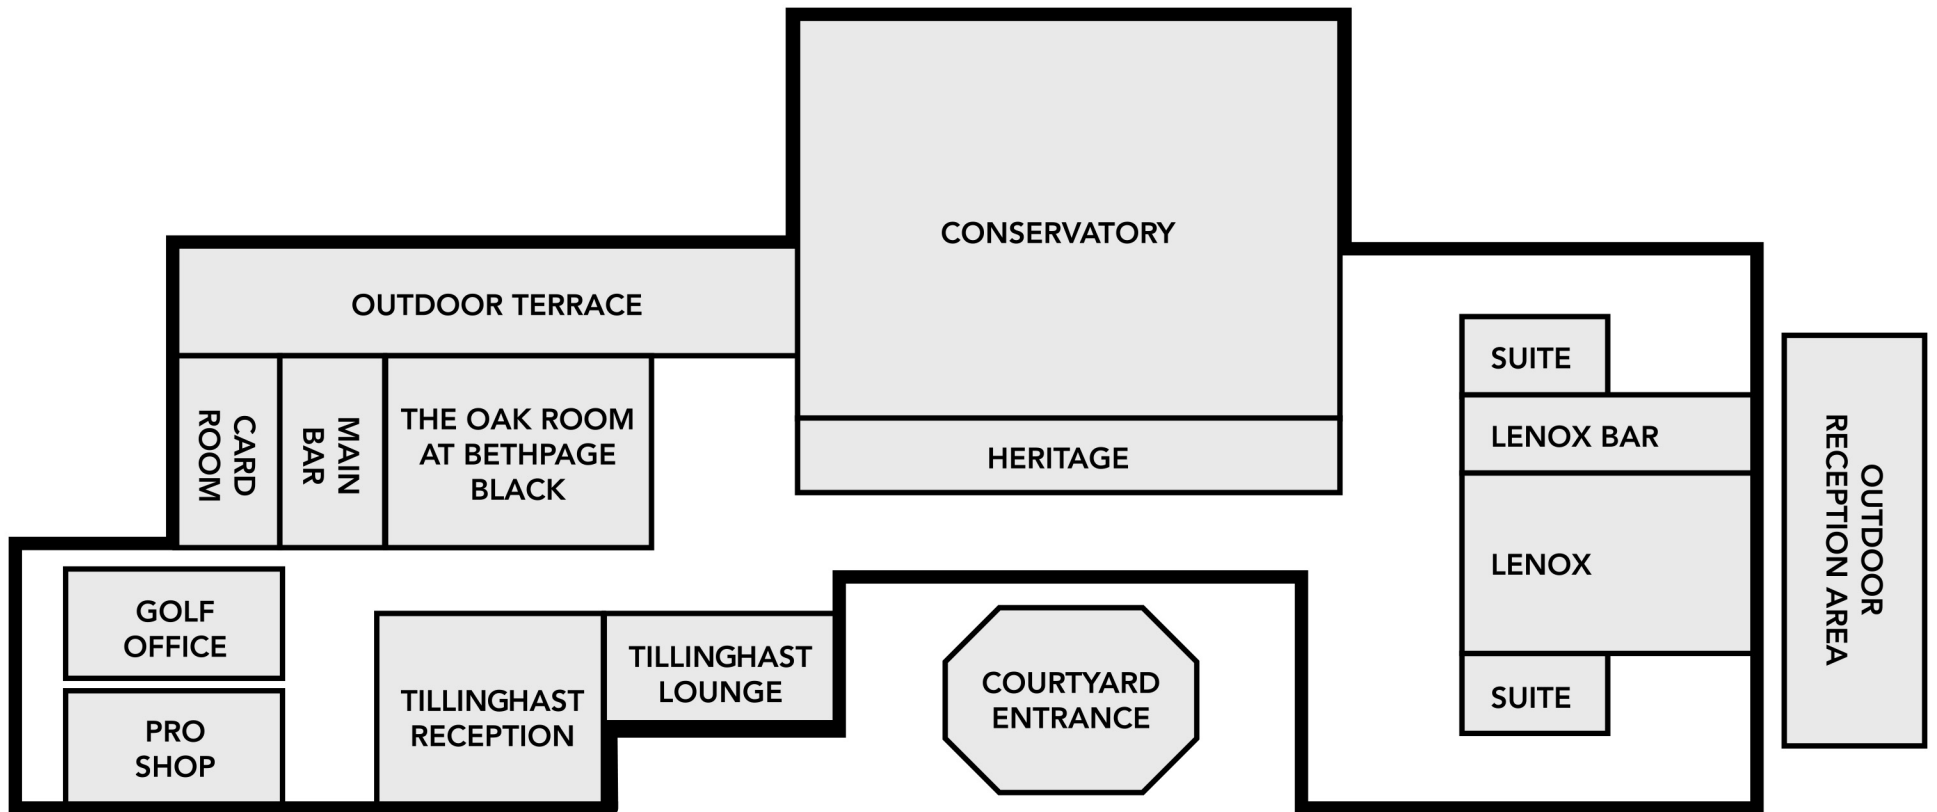 CONSERVATORY
OUTDOOR TERRACE
CARD
ROOM
MAIN
BAR
THE OAK ROOM
AT BETHPAGE
BLACK
HERITAGE
SUITE
LENOX BAR
LENOX
SUITE
OUTDOOR
RECEPTION AREA
GOLF
OFFICE
PRO
SHOP
TILLINGHAST
RECEPTION
TILLINGHAST
LOUNGE
COURTYARD
ENTRANCE